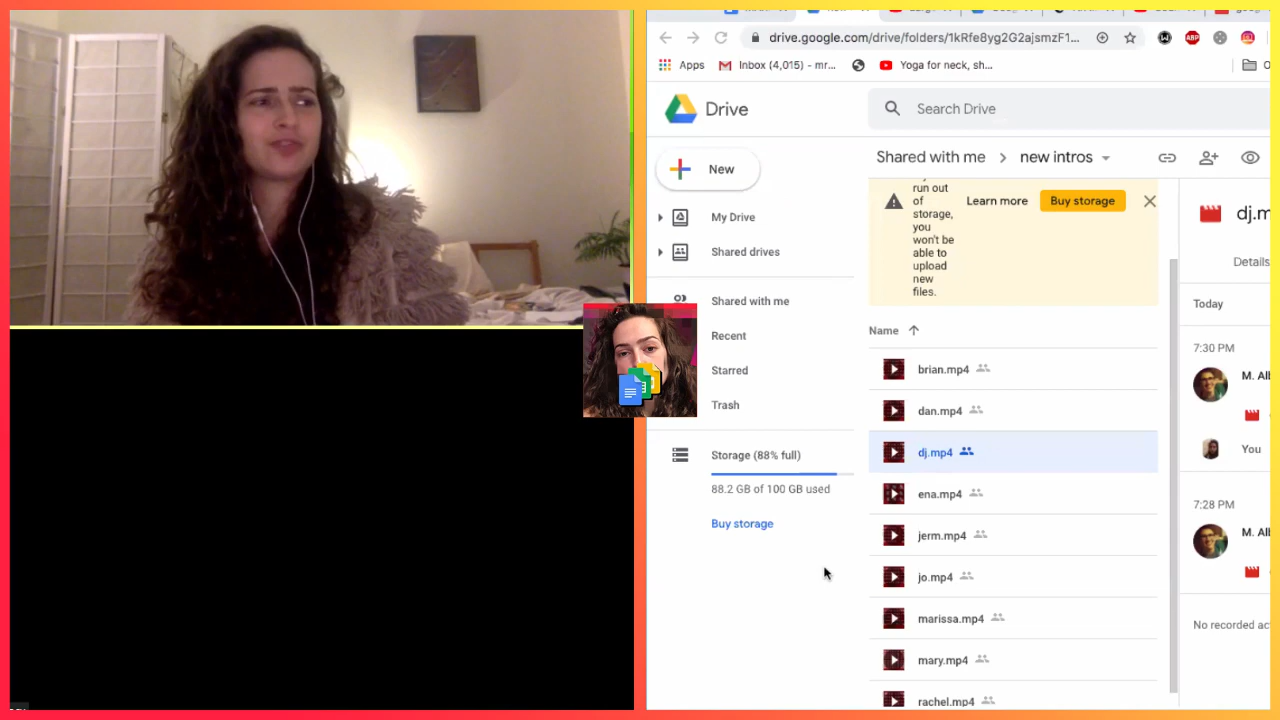 drive.google.com/drive/folders/1kRfe8yg2G2ajsmzF1...
Apps
Inbox (4,015) - mr...
Yoga for neck, sh...
ABP
Drive
Search Drive
New
Shared with me > new intros
My Drive
Shared drives
Shared with me
Recent
Starred
Trash
Storage (88% full)
88.2 GB of 100 GB used
Buy storage
run out
of
storage,
you
won't be
able to
upload
new
files.
Learn more
Buy storage
Name
brian.mp4
dan.mp4
dj.mp4
ena.mp4
jerm.mp4
jo.mp4
marissa.mp4
mary.mp4
rachel.mp4
dj.m
Details
Today
7:30 PM
M. Alb
You
7:28 PM
M. Alb
No recorded ac